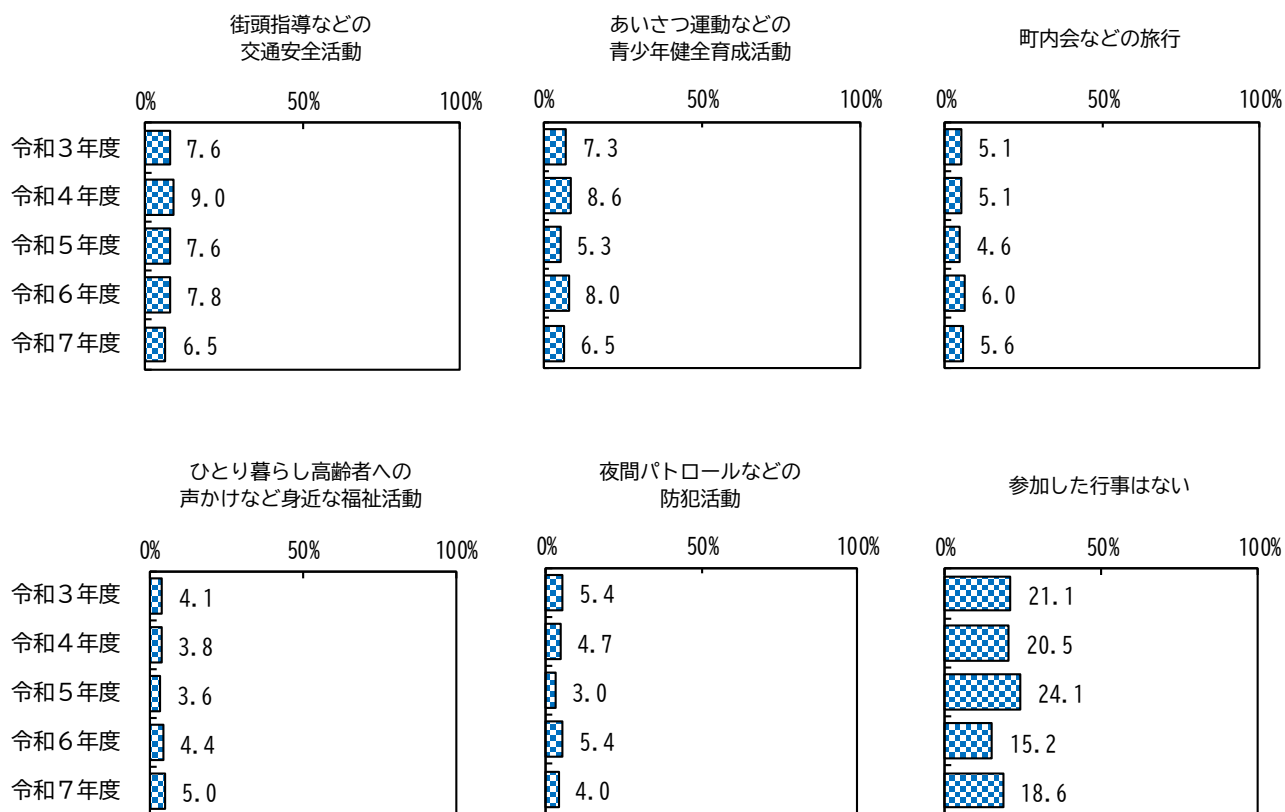 街頭指導などの
交通安全活動
あいさつ運動などの
青少年健全育成活動
町内会などの旅行
0% 50% 100%
0% 50% 100%
0% 50% 100%
令和３年度 7.6 7.3 5.1
令和４年度 9.0 8.6 5.1
令和５年度 7.6 5.3 4.6
令和６年度 7.8 8.0 6.0
令和７年度 6.5 6.5 5.6
ひとり暮らし高齢者への
声かけなど身近な福祉活動
夜間パトロールなどの
防犯活動
参加した行事はない
0% 50% 100%
0% 50% 100%
0% 50% 100%
令和３年度 4.1 5.4 21.1
令和４年度 3.8 4.7 20.5
令和５年度 3.6 3.0 24.1
令和６年度 4.4 5.4 15.2
令和７年度 5.0 4.0 18.6